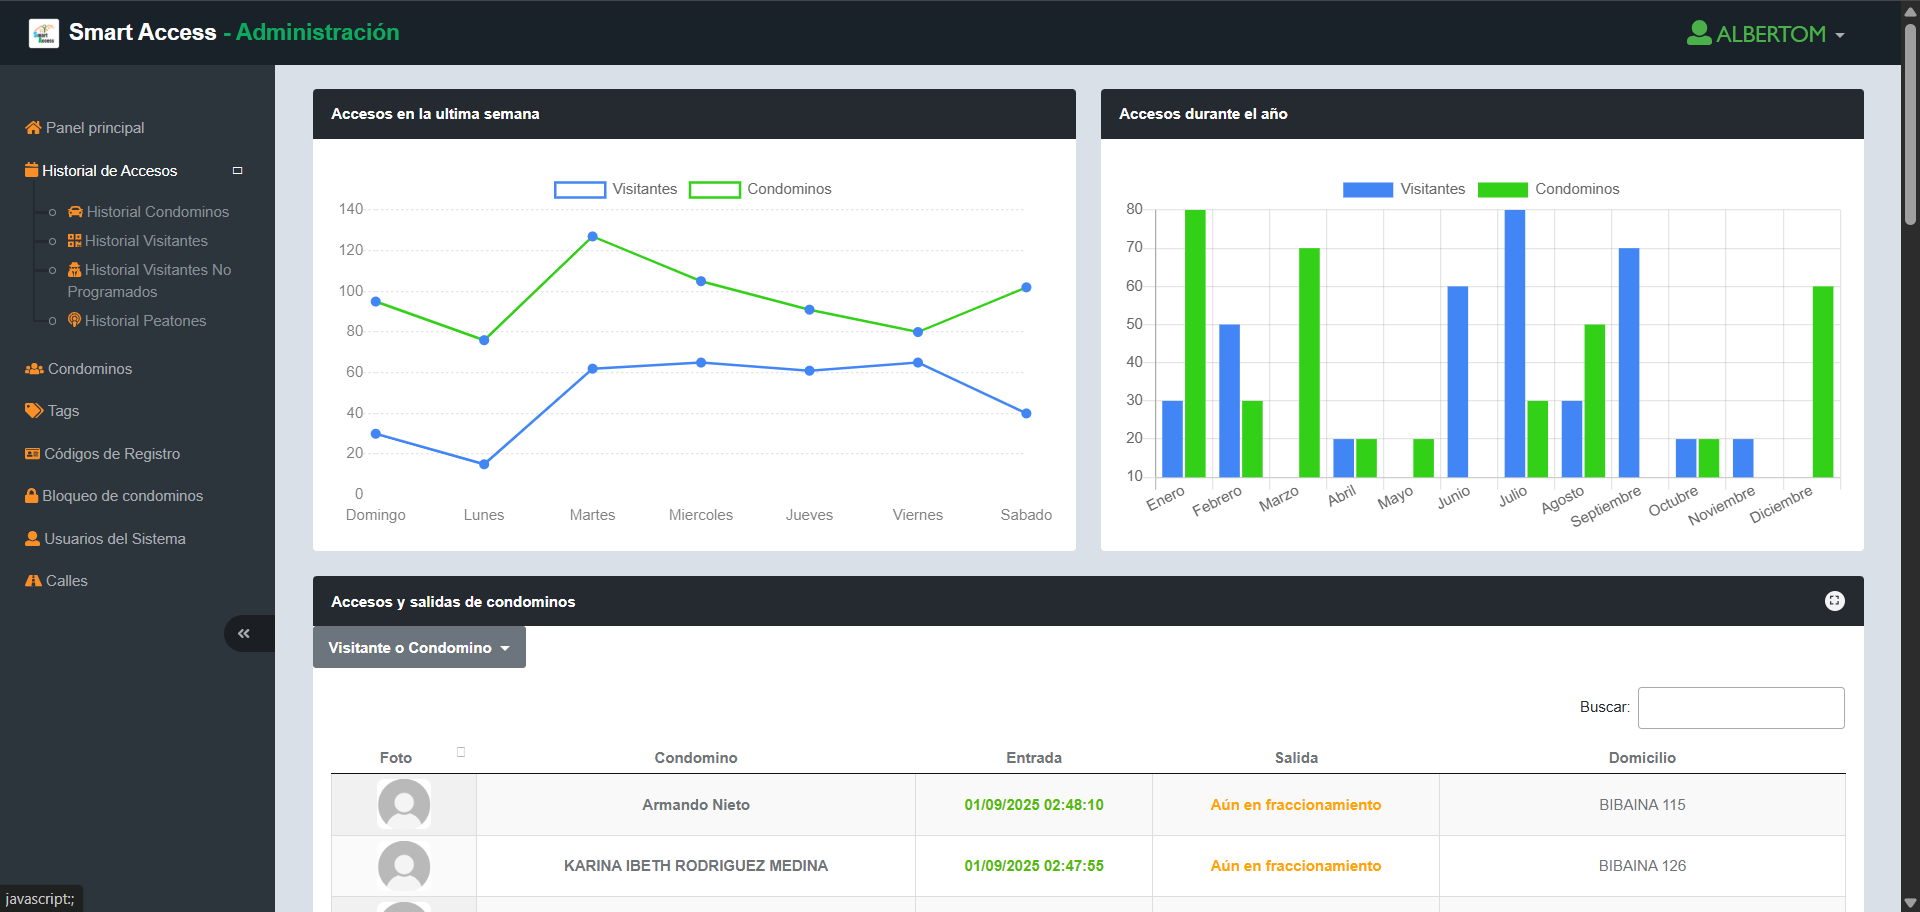 Smart Access - Administración
ALBERTOM
Panel principal
Historial de Accesos
Historial Condominos
Historial Visitantes
Historial Visitantes No
Programados
Historial Peatones
Condominos
Tags
Códigos de Registro
Bloqueo de condominos
Usuarios del Sistema
Calles
«
javascript:;
Accesos en la ultima semana
Visitantes Condominos
140
120
100
80
60
40
20
0
Domingo Lunes Martes Miercoles Jueves Viernes Sabado
Accesos durante el año
Visitantes Condominos
80
70
60
50
40
30
20
10
Enero Febrero Marzo Abril Mayo Junio Julio Agosto Septiembre Octubre Noviembre Diciembre
Accesos y salidas de condominos
Visitante o Condomino
Buscar:
Foto Condomino Entrada Salida Domicilio
Armando Nieto 01/09/2025 02:48:10 Aún en fraccionamiento BIBAINA 115
KARINA IBETH RODRIGUEZ MEDINA 01/09/2025 02:47:55 Aún en fraccionamiento BIBAINA 126